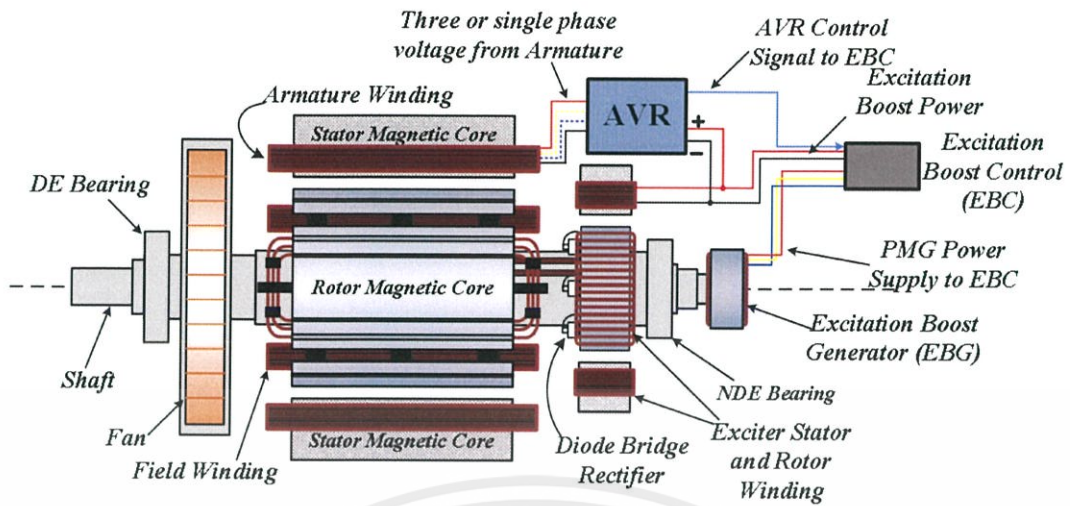 Three or single phase
voltage from Armature
AVR Control
Signal to EBC
Excitation
Boost Power
Armature Winding
Stator Magnetic Core
AVR
+
-
Excitation
Boost Control
(EBC)
DE Bearing
PMG Power
Supply to EBC
Rotor Magnetic Core
Excitation Boost
Generator (EBG)
Shaft
NDE Bearing
Fan
Field Winding
Stator Magnetic Core
Diode Bridge
Rectifier
Exciter Stator
and Rotor
Winding